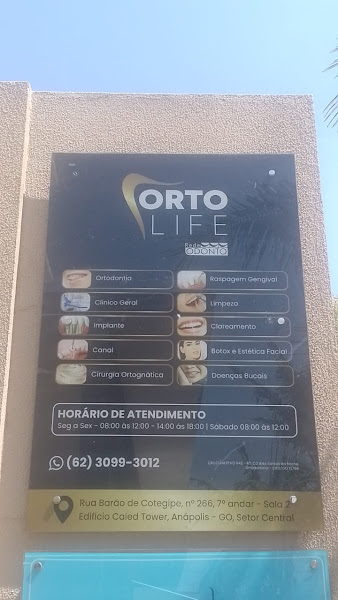 ORTO
LIFE
ODONTO
Ortodontia
Raspagem Gengival
Clínico Geral
Limpeza
Implante
Clareamento
Canal
Botox e Estética Facial
Cirurgia Ortognática
Doenças Bucais
HORÁRIO DE ATENDIMENTO
Seg a Sex - 08:00 às 12:00 - 14:00 às 18:00 | Sábado 08:00 às 12:00
(62) 3099-3012
Rua Barão de Cotegipe, nº 266, 7º andar - Sala 2
Edifício Caled Tower, Anápolis - GO, Setor Central